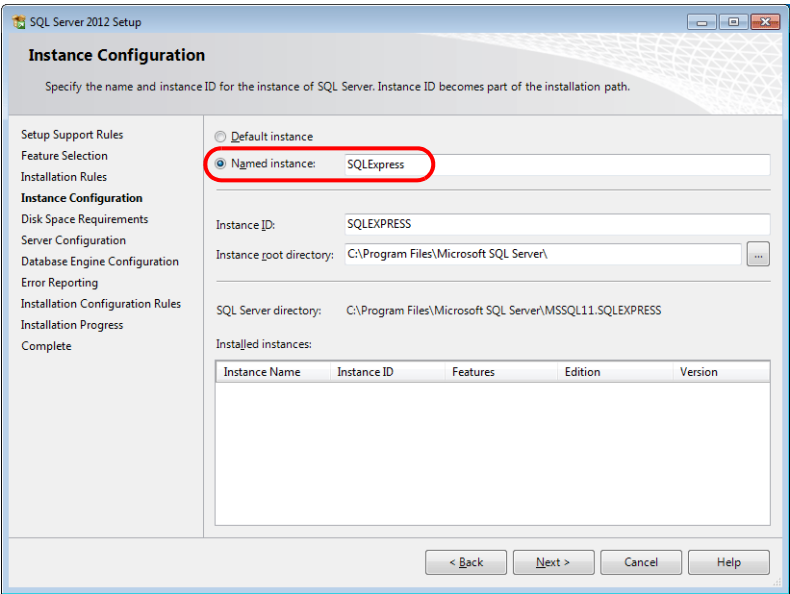 SQL Server 2012 Setup
Instance Configuration
Specify the name and instance ID for the instance of SQL Server. Instance ID becomes part of the installation path.
Setup Support Rules
Feature Selection
Installation Rules
Instance Configuration
Disk Space Requirements
Server Configuration
Database Engine Configuration
Error Reporting
Installation Configuration Rules
Installation Progress
Complete
Default instance
Named instance: SQLExpress
Instance ID: SQLEXPRESS
Instance root directory: C:\Program Files\Microsoft SQL Server\ ...
SQL Server directory: C:\Program Files\Microsoft SQL Server\MSSQL11.SQLEXPRESS
Installed instances:
Instance Name Instance ID Features Edition Version
< Back Next > Cancel Help